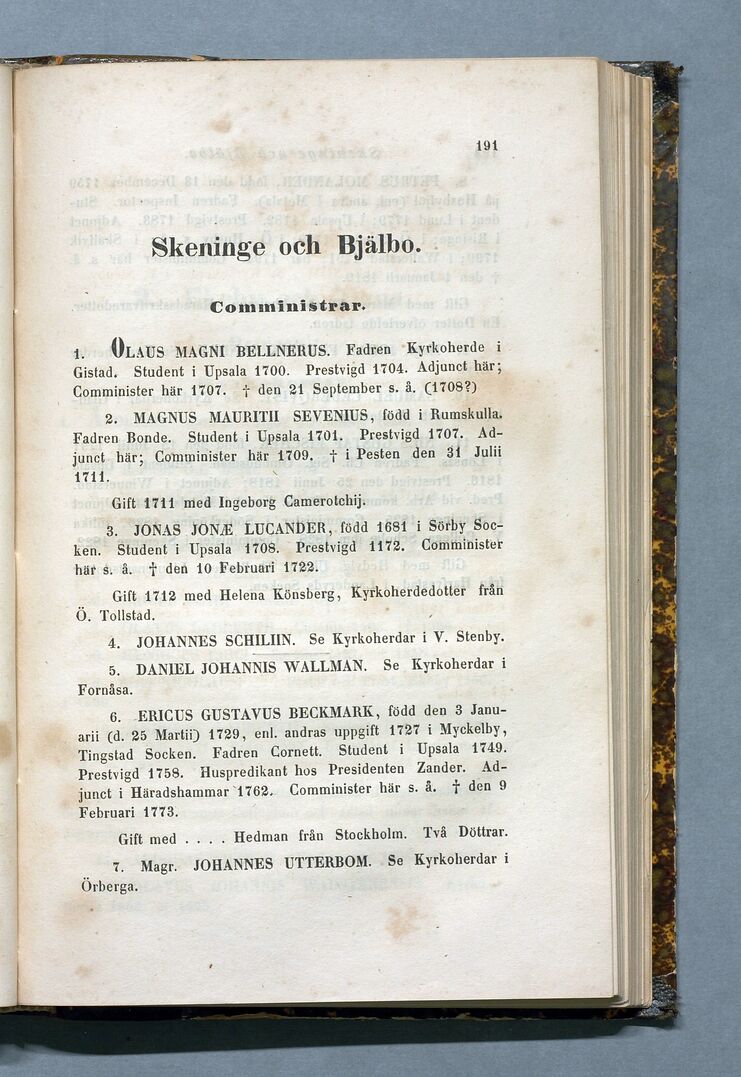 191
Skeninge och Bjälbo.
Comministrar.
1. OLAUS MAGNI BELLNERUS. Fadren Kyrkoherde i
Gistad. Student i Upsala 1700. Prestvigd 1704. Adjunct här;
Comminister här 1707. † den 21 September s. å. (1708?)
2. MAGNUS MAURITII SEVENIUS, född i Rumskulla.
Fadren Bonde. Student i Upsala 1701. Prestvigd 1707. Ad-
junct här; Comminister här 1709. † i Pesten den 31 Julii
1711.
Gift 1711 med Ingeborg Camerotchij.
3. JONAS JONÆ LUCANDER, född 1681 i Sörby Soc-
ken. Student i Upsala 1708. Prestvigd 1172. Comminister
här s. å. † den 10 Februari 1722.
Gift 1712 med Helena Könsberg, Kyrkoherdedotter från
Ö. Tollstad.
4. JOHANNES SCHILIIN. Se Kyrkoherdar i V. Stenby.
5. DANIEL JOHANNIS WALLMAN. Se Kyrkoherdar i
Fornåsa.
6. ERICUS GUSTAVUS BECKMARK, född den 3 Janu-
arii (d. 25 Martii) 1729, enl. andras uppgift 1727 i Myckelby,
Tingstad Socken. Fadren Cornett. Student i Upsala 1749.
Prestvigd 1758. Huspredikant hos Presidenten Zander. Ad-
junct i Häradshammar 1762. Comminister här s. å. † den 9
Februari 1773.
Gift med . . . . Hedman från Stockholm. Två Döttrar.
7. Magr. JOHANNES UTTERBOM. Se Kyrkoherdar i
Örberga.